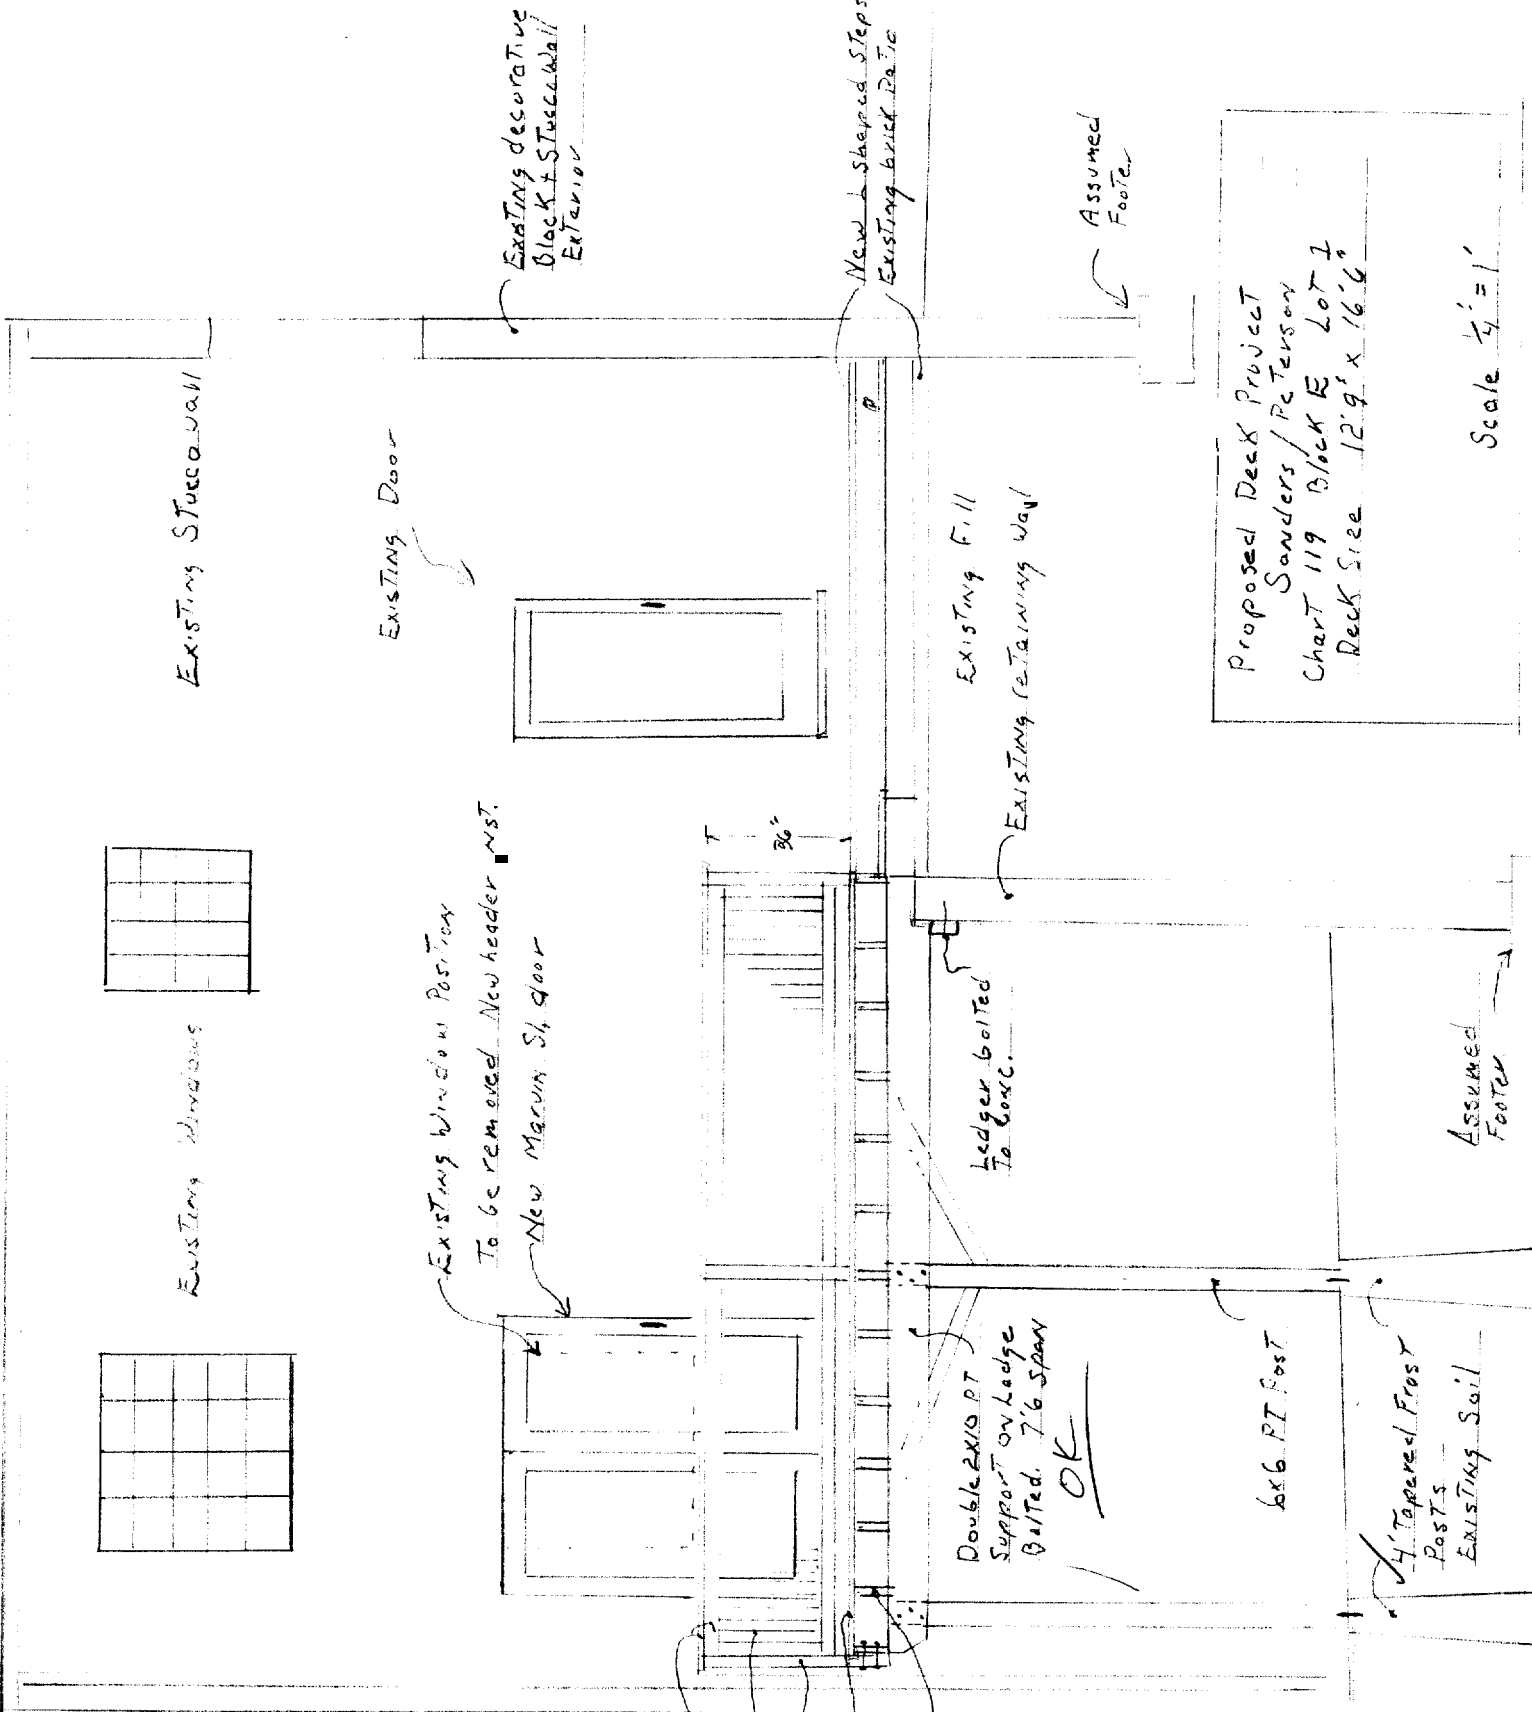 Existing decorative
Block & Stucco Wall
Exterior
New L shaped Steps
Existing brick Patio
Assumed
Footer
Existing Stucco wall
Existing Door
Existing Fill
Existing retaining Wall
Proposed Deck Project
Sanders / Peterson
Chart 119 Block E Lot 1
Deck Size 12'9" x 16'6"
Scale ¼' = 1'
36"
Existing Windows
Existing Window Position
To be removed New header NST.
New Marvin Sl, door
Ledger bolted
To Conc.
Assumed
Footer
Double 2x10 PT
Support on Ledge
Bolted. 7'6 Span
OK
6x6 PT Post
4' Tapered Frost
Posts
Existing Soil